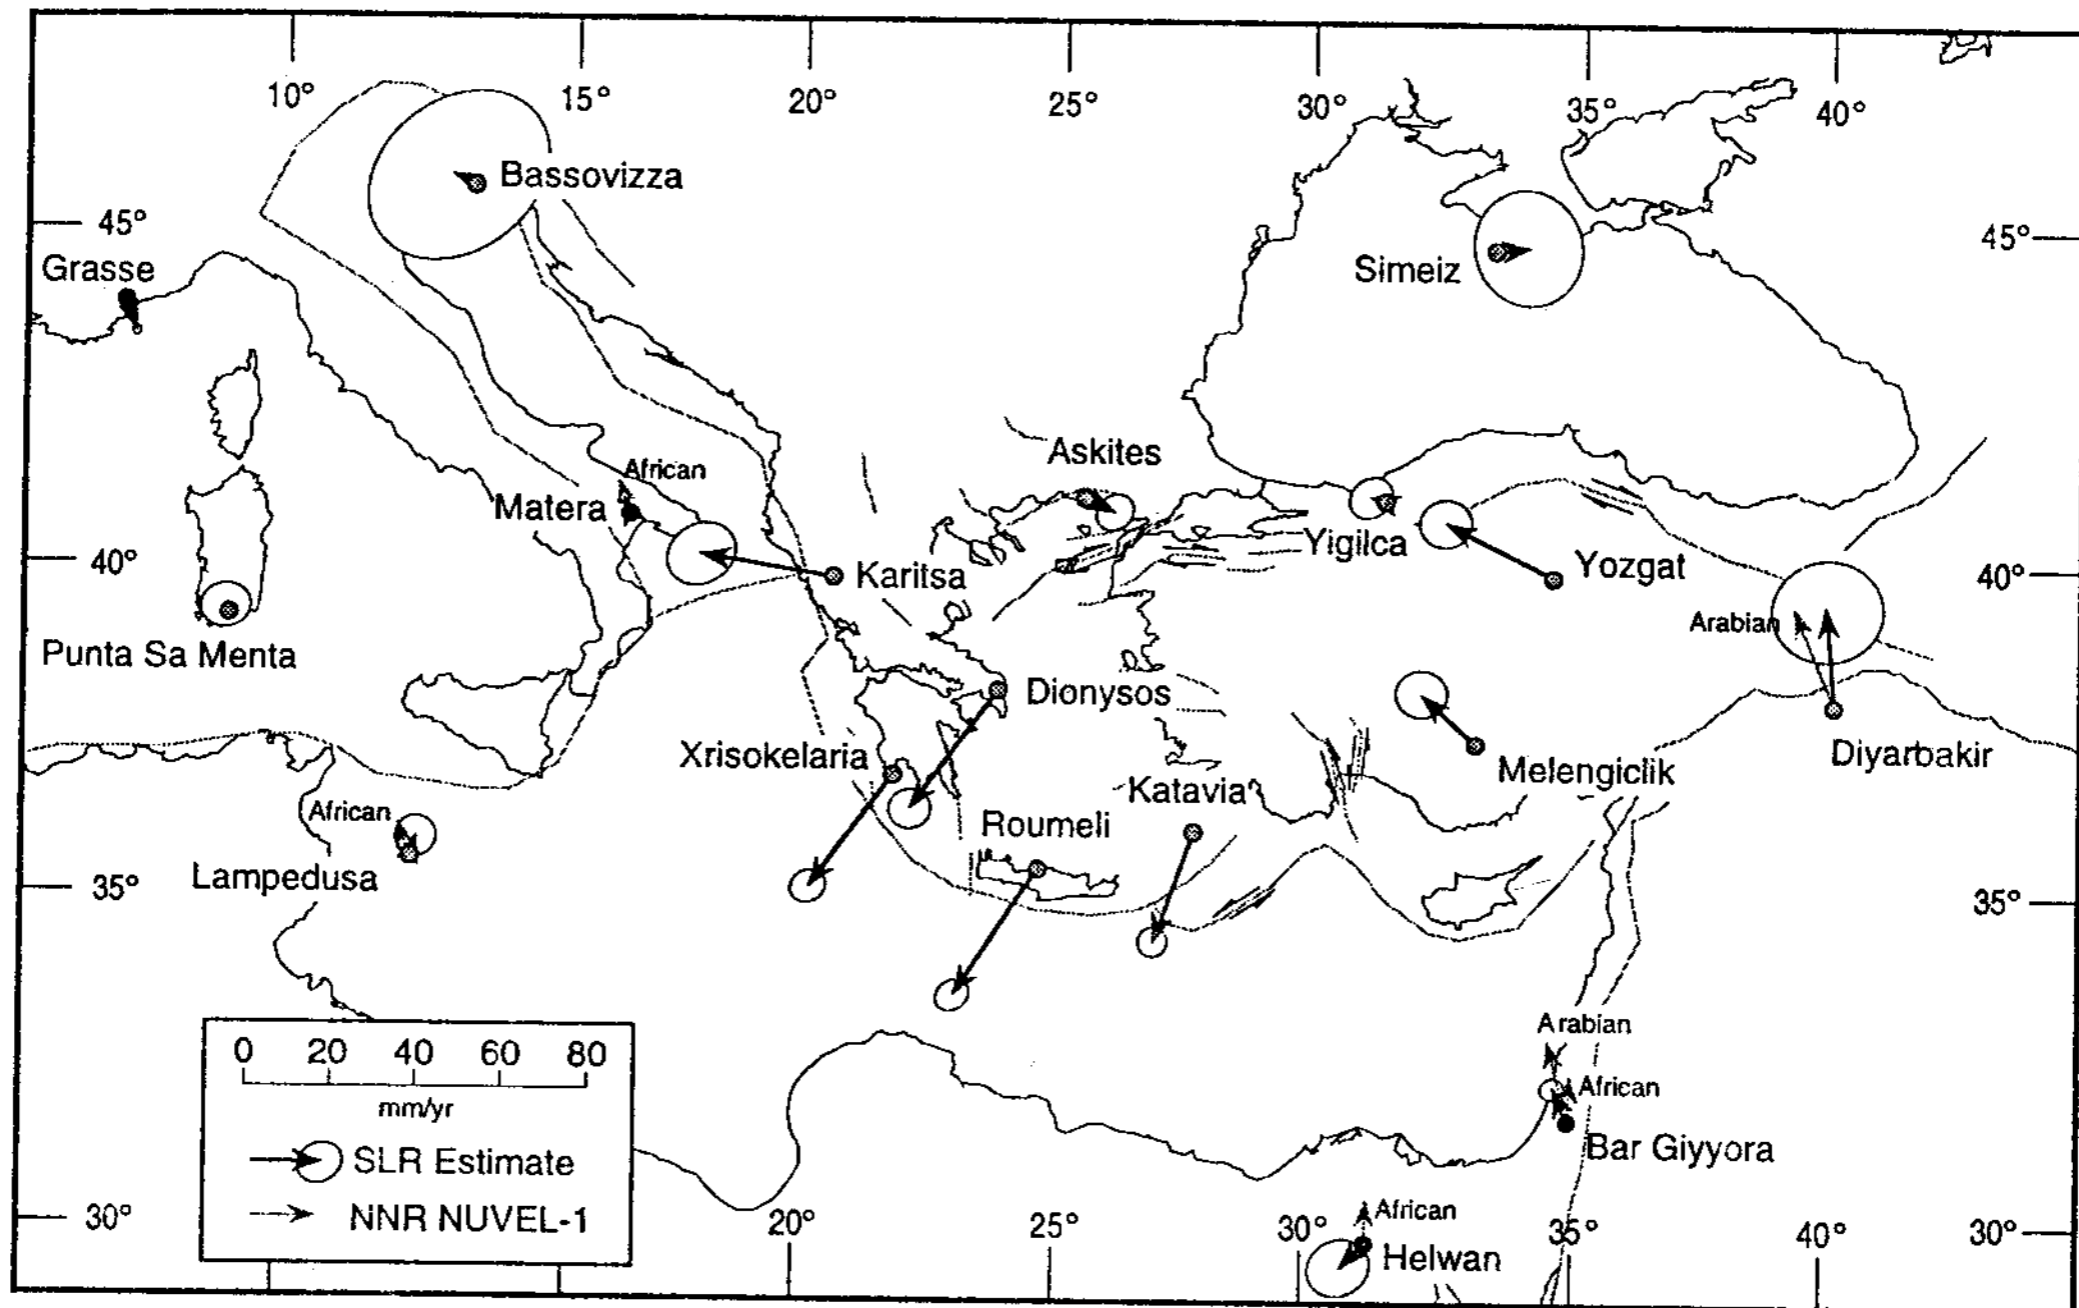 10° 15° 20° 25° 30° 35° 40°
Bassovizza
45° 45°
Grasse
Simeiz
Askites
African
Matera
Yigilca
Yozgat
40° Karitsa 40°
Arabian
Punta Sa Menta
Dionysos
Xrisokelaria
Diyarbakir
Melengiclik
Katavia
African
Roumeli
Lampedusa
35° 35°
Arabian
0 20 40 60 80
African
mm/yr
Bar Giyyora
SLR Estimate
African
NNR NUVEL-1
30° 20° 25° 30° 35° 40° 30°
Helwan